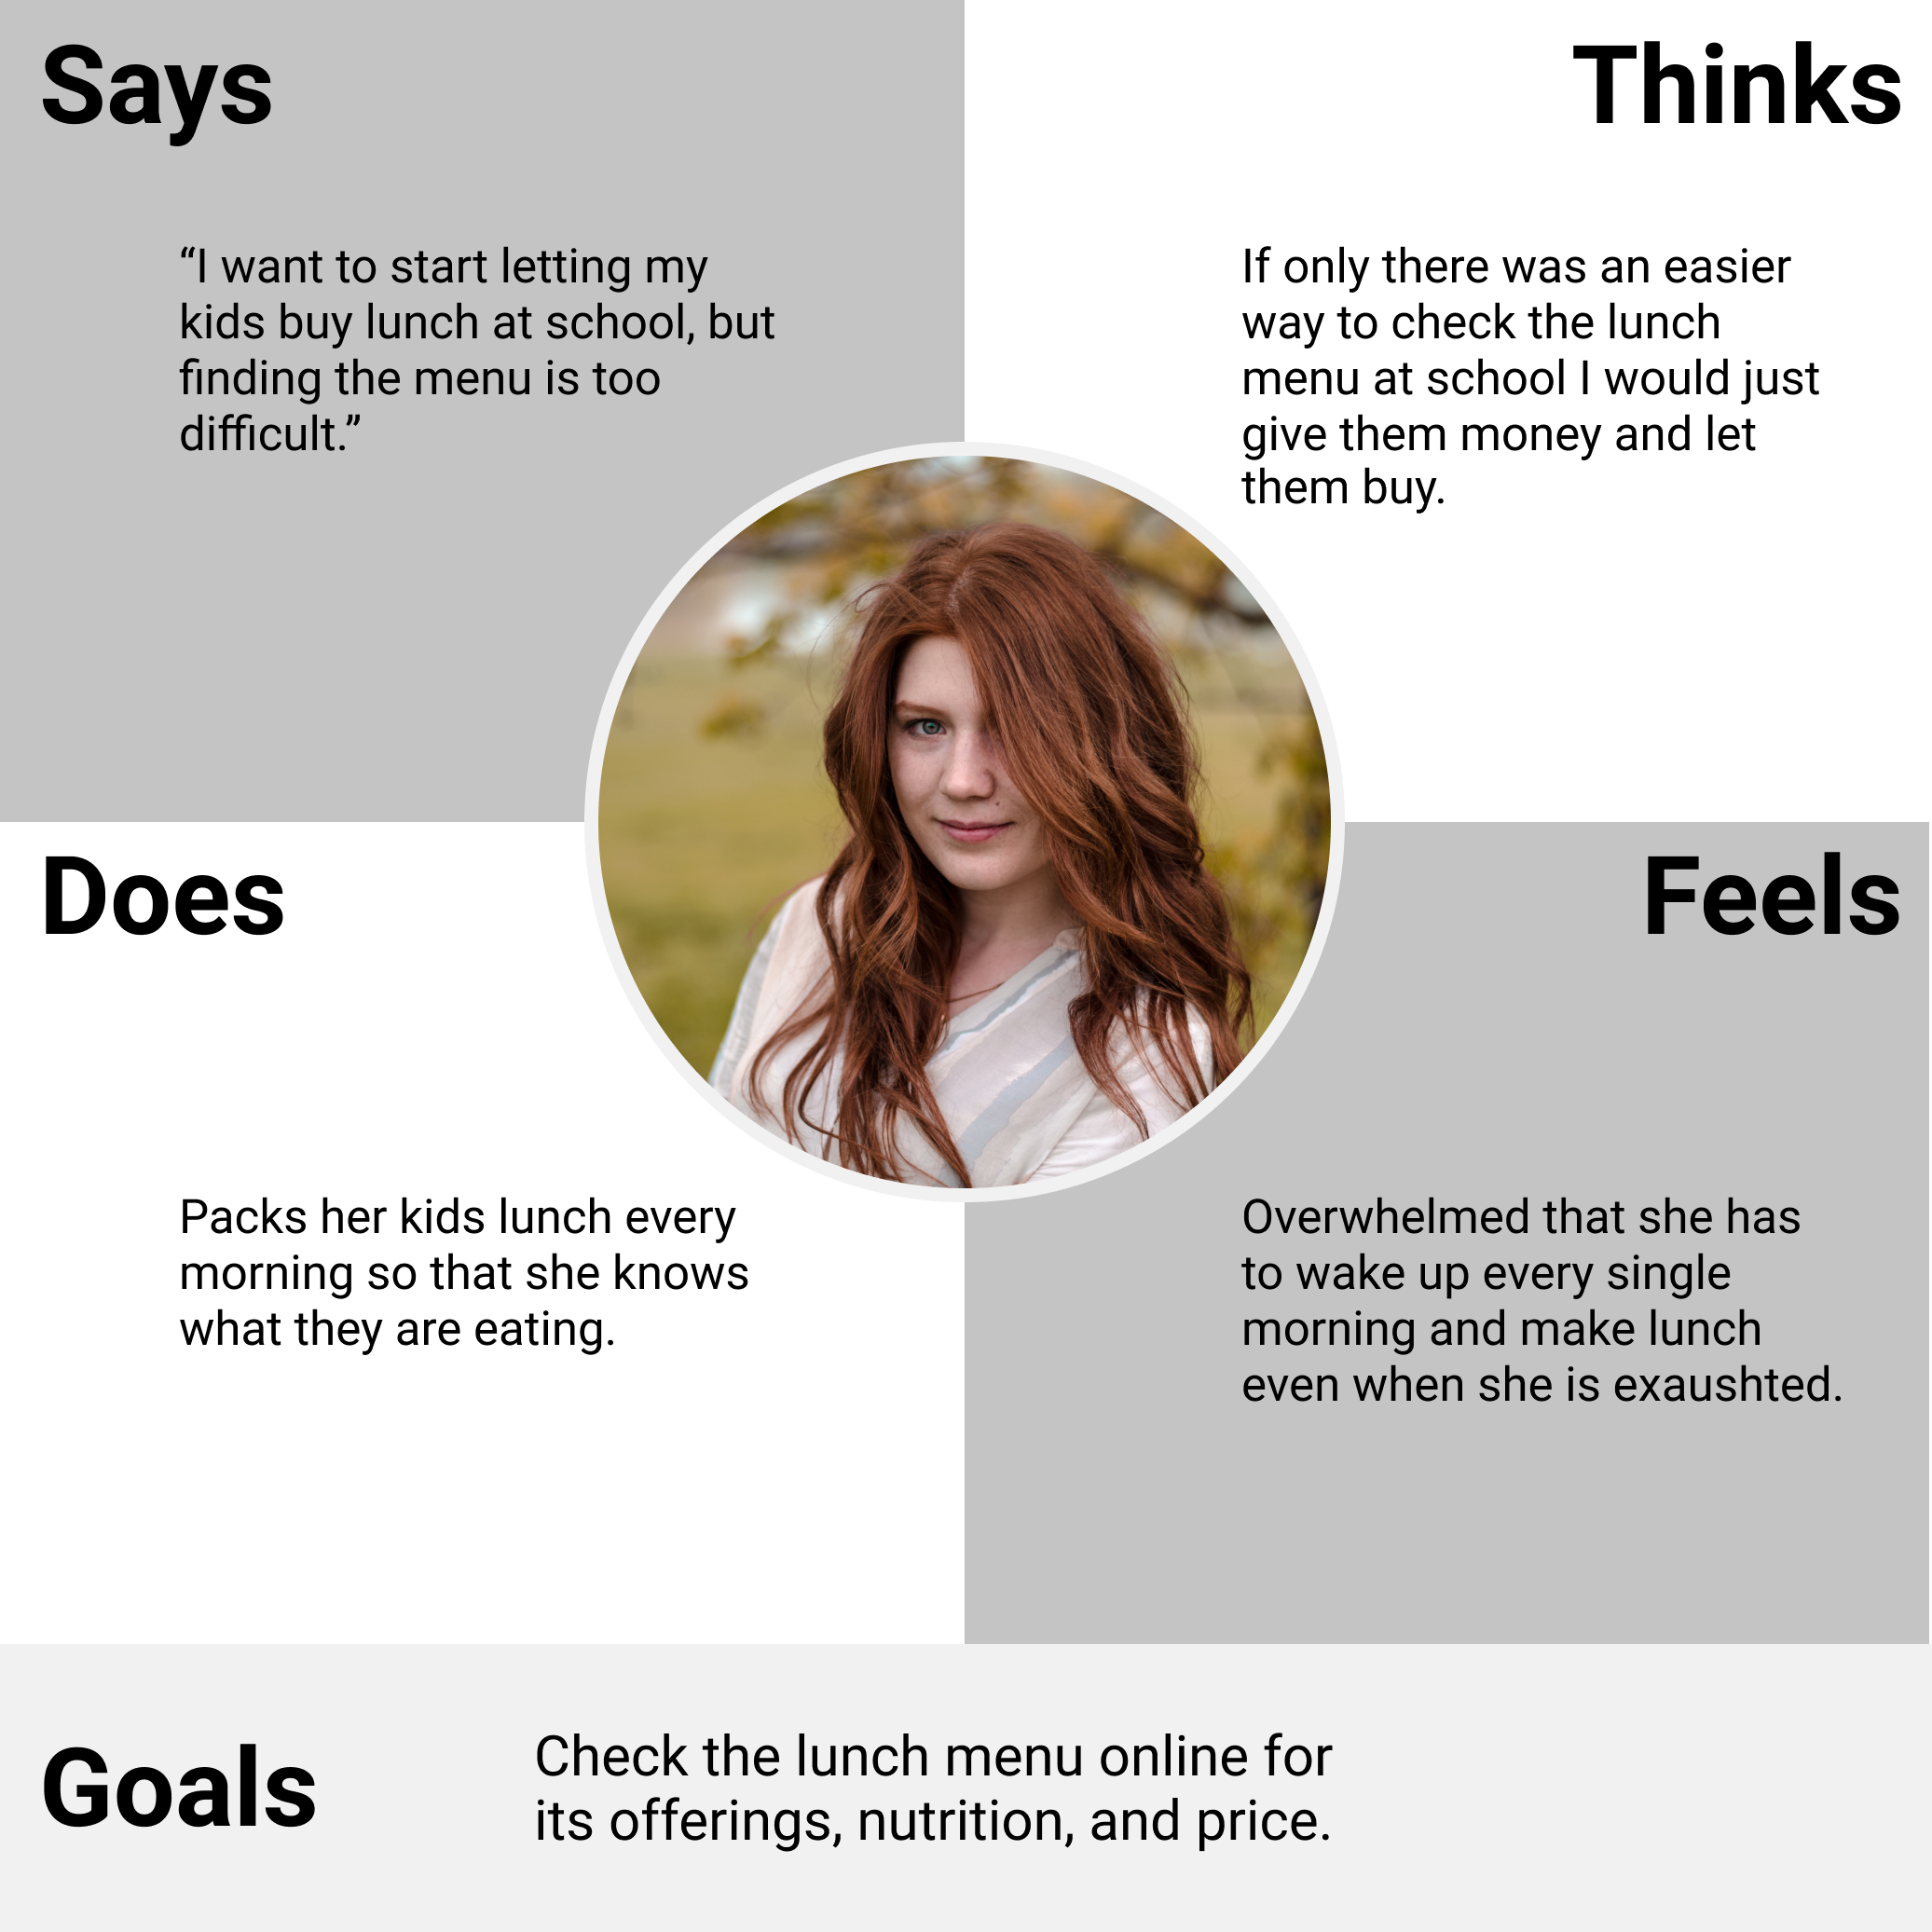 Says
“I want to start letting my
kids buy lunch at school, but
finding the menu is too
difficult.”
Thinks
If only there was an easier
way to check the lunch
menu at school I would just
give them money and let
them buy.
Does
Packs her kids lunch every
morning so that she knows
what they are eating.
Feels
Overwhelmed that she has
to wake up every single
morning and make lunch
even when she is exaushted.
Goals
Check the lunch menu online for
its offerings, nutrition, and price.